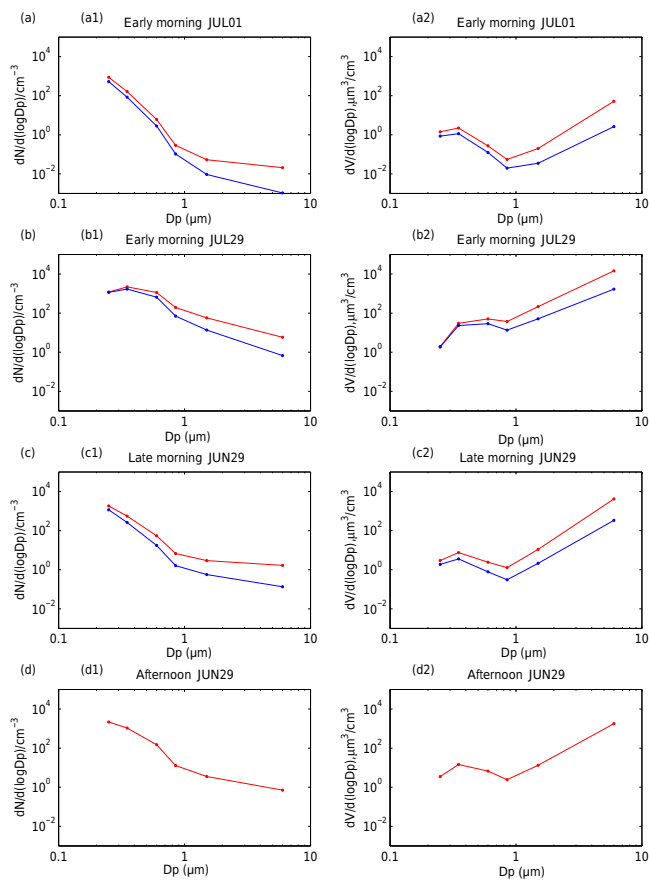 (a) (a1) Early morning JUL01
dN/d(logDp)/cm⁻³
10⁴
10²
10⁰
10⁻²
0.1 1 10
Dp (µm)
(a2) Early morning JUL01
dV/d(logDp),µm³/cm³
10⁴
10²
10⁰
10⁻²
0.1 1 10
Dp (µm)
(b) (b1) Early morning JUL29
dN/d(logDp)/cm⁻³
10⁴
10²
10⁰
10⁻²
0.1 1 10
Dp (µm)
(b2) Early morning JUL29
dV/d(logDp),µm³/cm³
10⁴
10²
10⁰
10⁻²
0.1 1 10
Dp (µm)
(c) (c1) Late morning JUN29
dN/d(logDp)/cm⁻³
10⁴
10²
10⁰
10⁻²
0.1 1 10
Dp (µm)
(c2) Late morning JUN29
dV/d(logDp),µm³/cm³
10⁴
10²
10⁰
10⁻²
0.1 1 10
Dp (µm)
(d) (d1) Afternoon JUN29
dN/d(logDp)/cm⁻³
10⁴
10²
10⁰
10⁻²
0.1 1 10
Dp (µm)
(d2) Afternoon JUN29
dV/d(logDp),µm³/cm³
10⁴
10²
10⁰
10⁻²
0.1 1 10
Dp (µm)